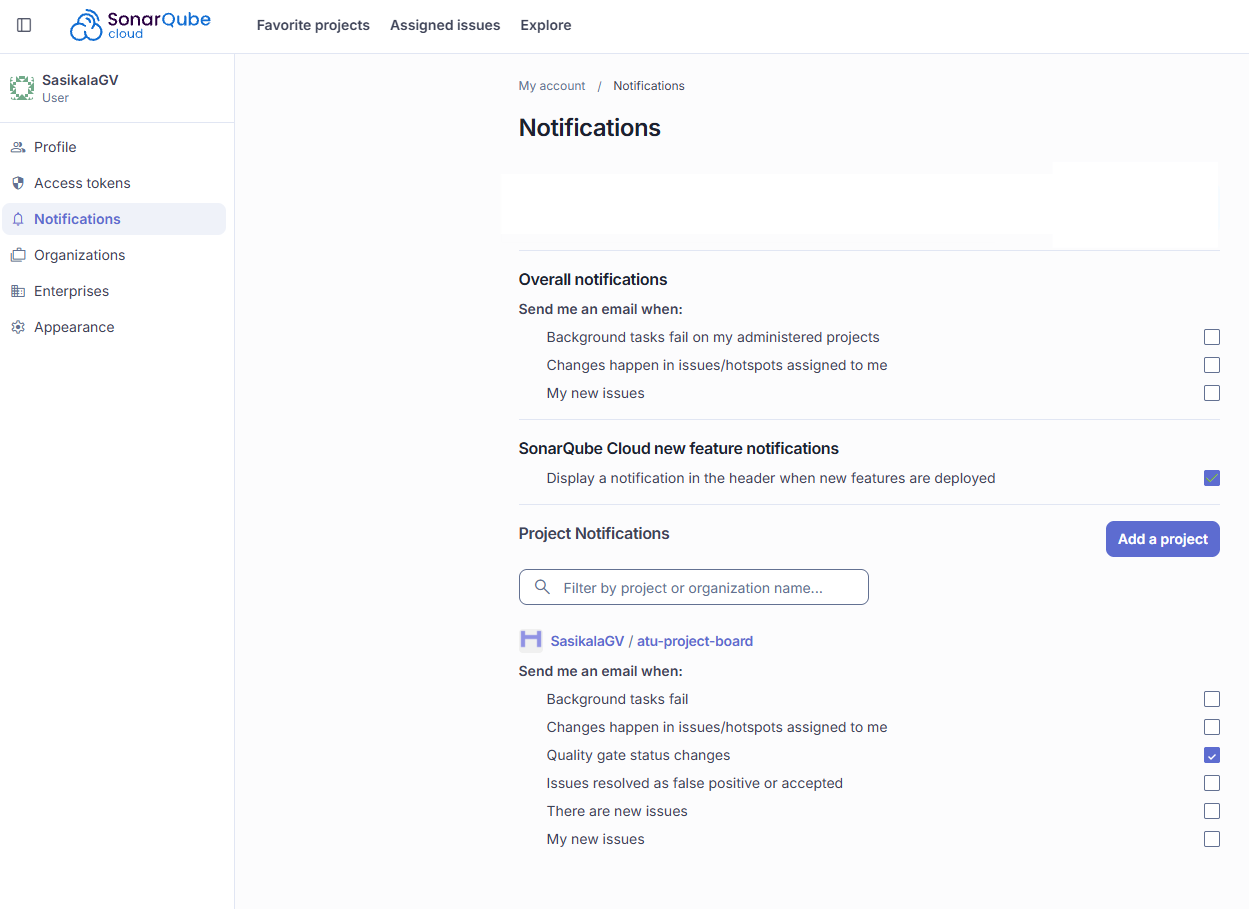 SonarQube cloud
Favorite projects Assigned issues Explore
SasikalaGV
User
Profile
Access tokens
Notifications
Organizations
Enterprises
Appearance
My account / Notifications
Notifications
Overall notifications
Send me an email when:
Background tasks fail on my administered projects
Changes happen in issues/hotspots assigned to me
My new issues
SonarQube Cloud new feature notifications
Display a notification in the header when new features are deployed
Project Notifications
Add a project
Filter by project or organization name...
SasikalaGV / atu-project-board
Send me an email when:
Background tasks fail
Changes happen in issues/hotspots assigned to me
Quality gate status changes
Issues resolved as false positive or accepted
There are new issues
My new issues